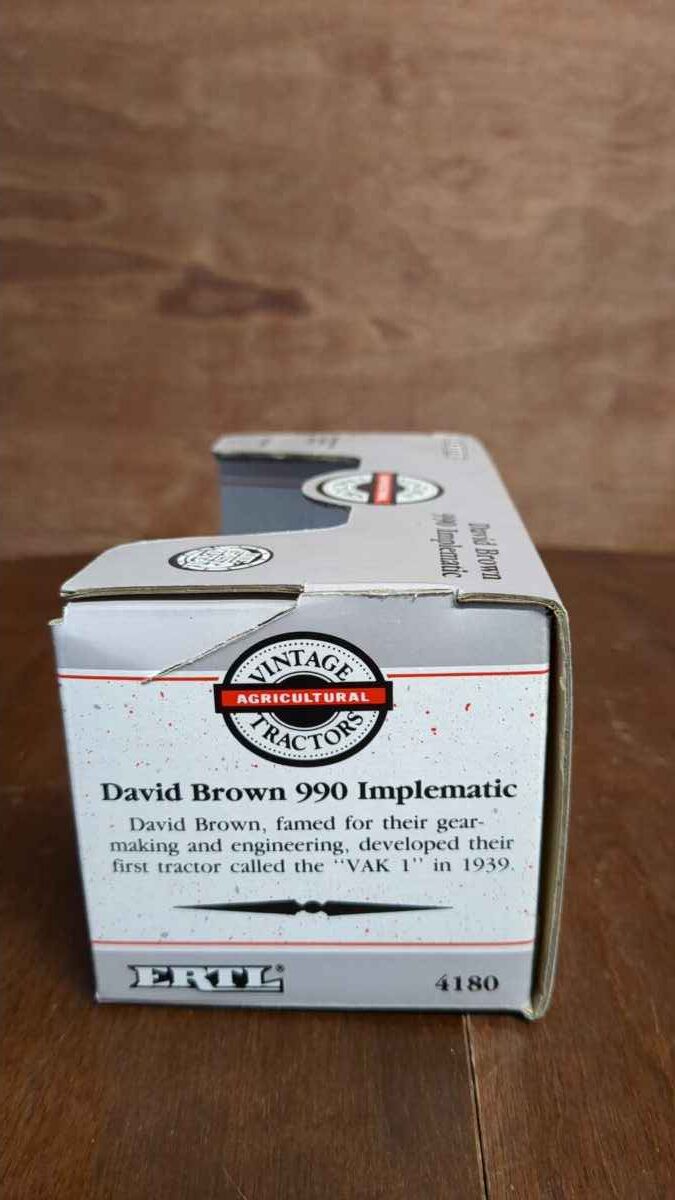 David Brown
990 Implematic
VINTAGE
AGRICULTURAL
TRACTORS
David Brown 990 Implematic
David Brown, famed for their gear-
making and engineering, developed their
first tractor called the "VAK 1" in 1939.
ERTL®
4180